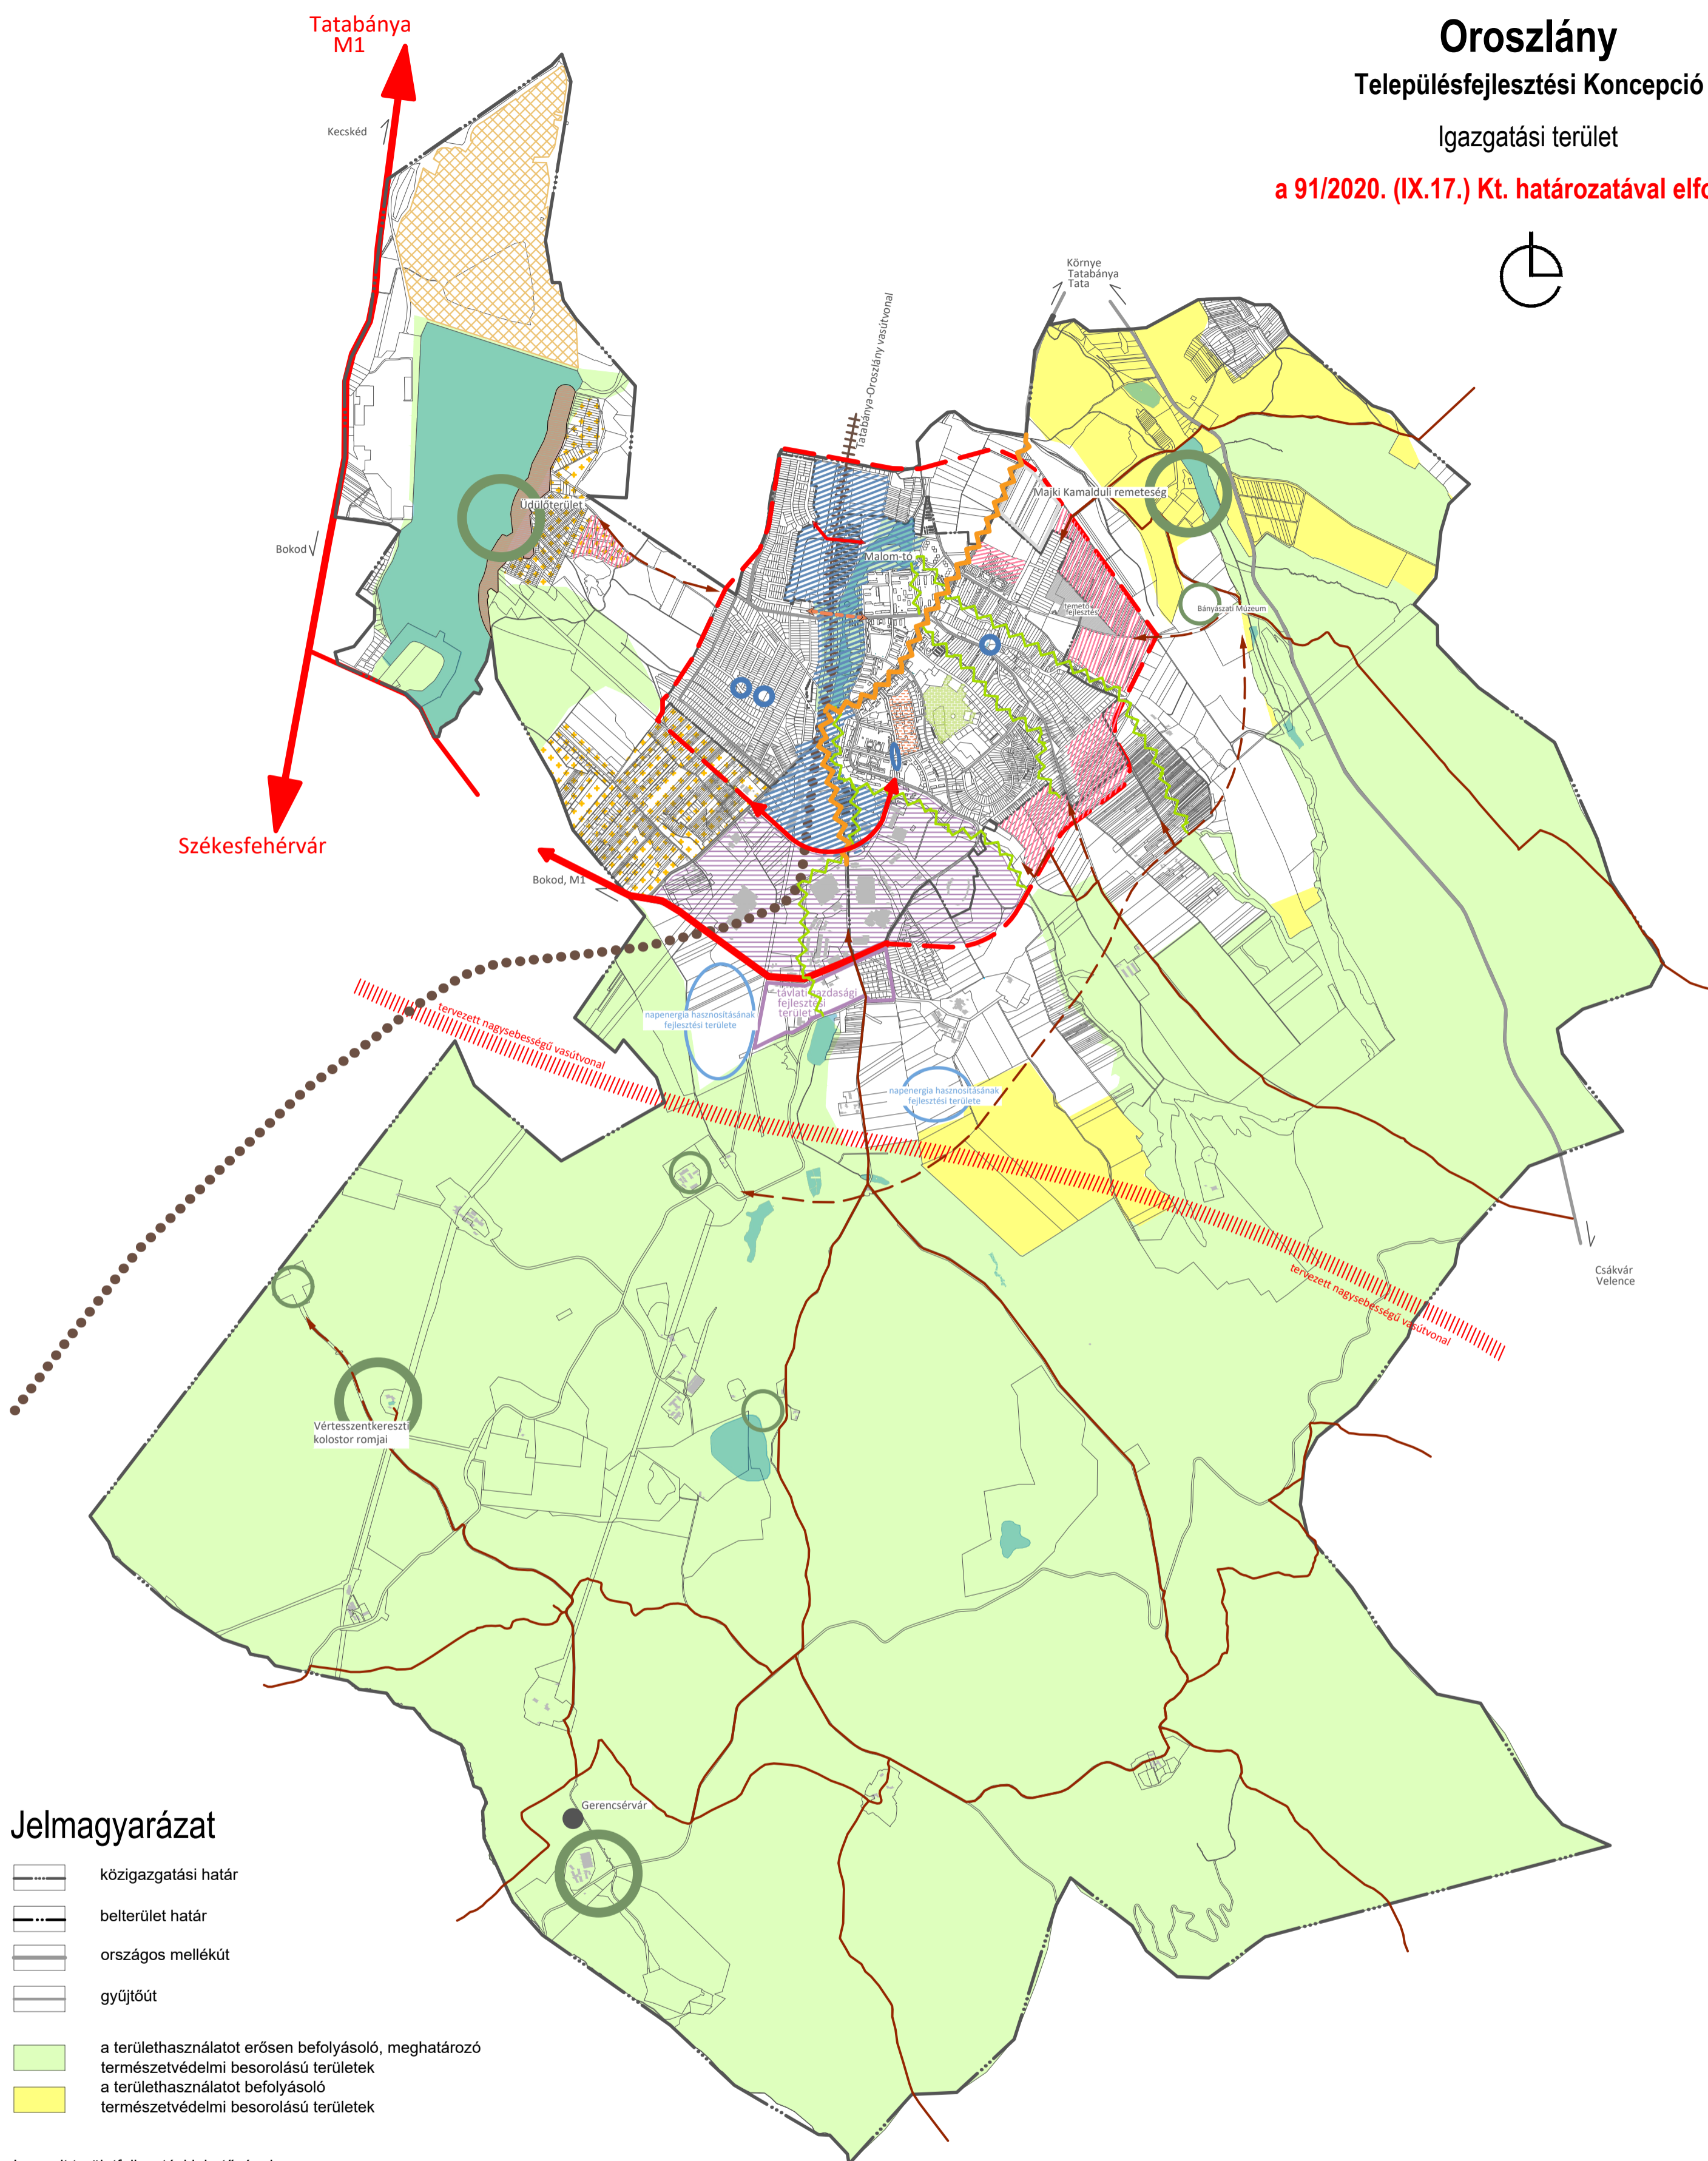 Oroszlány
Településfejlesztési Koncepció
Igazgatási terület
a 91/2020. (IX.17.) Kt. határozatával
Tatabánya
M1
Kecskéd
Környe
Tatabánya
Tata
Tatabánya-Oroszlány vasútvonal
Majki Kamalduli remeteség
Üdülőterület
Bokod
Malom-tó
temető
fejlesztés
Bányászati Múzeum
Székesfehérvár
Bokod, M1
távlati gazdasági
fejlesztési
terület
napenergia hasznosításának
fejlesztési területe
tervezett nagysebességű vasútvonal
napenergia hasznosításának
fejlesztési területe
tervezett nagysebességű vasútvonal
Csákvár
Velence
Vértesszentkereszti
kolostor romjai
Gerencsérvár
Jelmagyarázat
közigazgatási határ
belterület határ
országos mellékút
gyűjtőút
a területhasználatot erősen befolyásoló, meghatározó
természetvédelmi besorolású területek
a területhasználatot befolyásoló
természetvédelmi besorolású területek